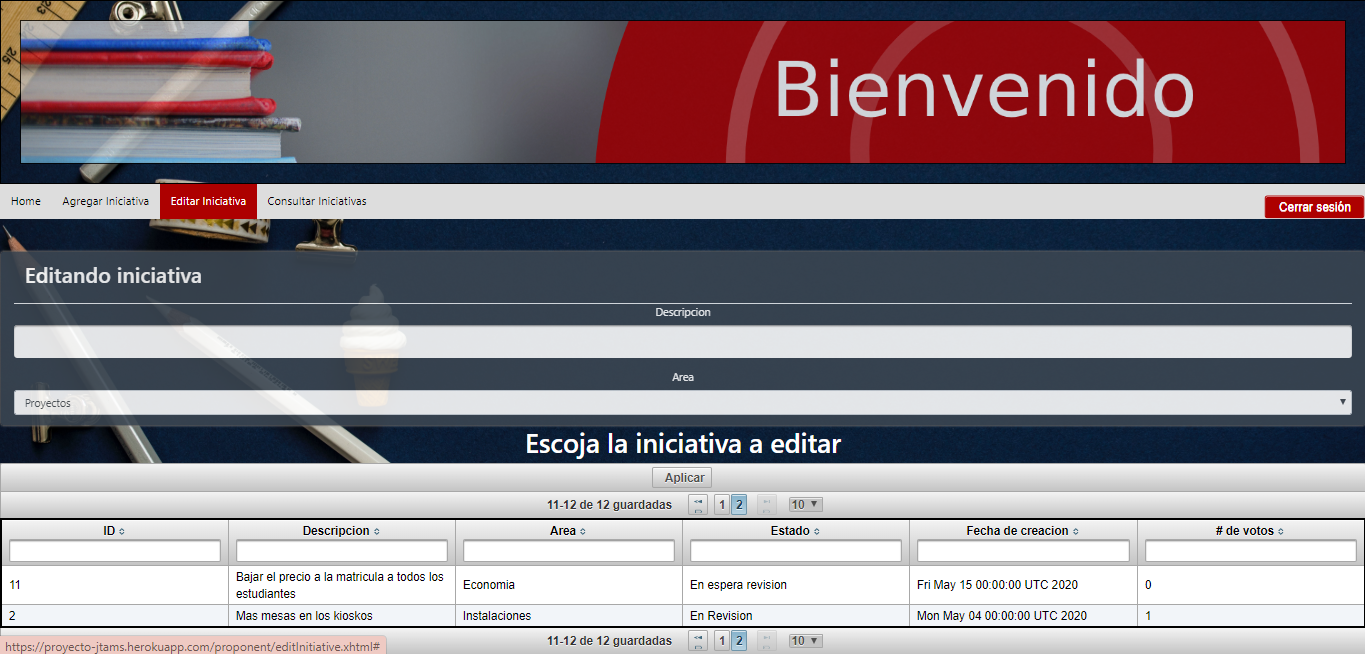 Bienvenido
Home Agregar Iniciativa Editar Iniciativa Consultar Iniciativas
Cerrar sesión
Editando iniciativa
Descripcion
Area
Proyectos
Escoja la iniciativa a editar
Aplicar
11-12 de 12 guardadas 1 2 10
ID Descripcion Area Estado Fecha de creacion # de votos
11 Bajar el precio a la matricula a todos los estudiantes Economia En espera revision Fri May 15 00:00:00 UTC 2020 0
2 Mas mesas en los kioskos Instalaciones En Revision Mon May 04 00:00:00 UTC 2020 1
11-12 de 12 guardadas 1 2 10
https://proyecto-jtams.herokuapp.com/proponent/editInitiative.xhtml#